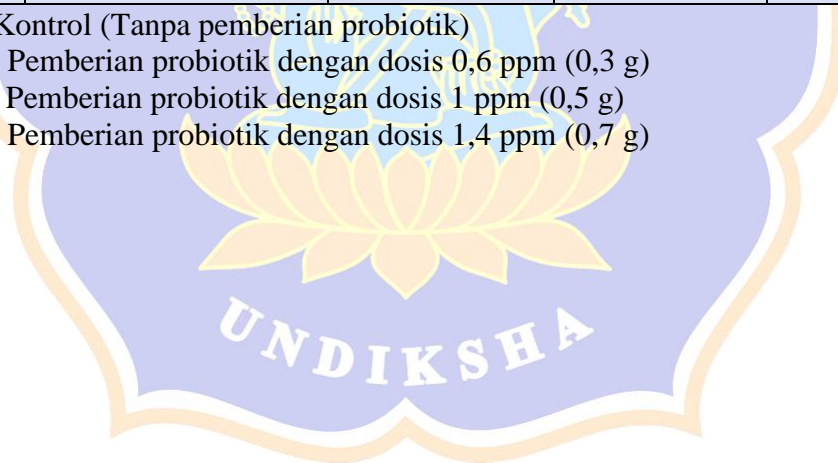 Kontrol (Tanpa pemberian probiotik)
Pemberian probiotik dengan dosis 0,6 ppm (0,3 g)
Pemberian probiotik dengan dosis 1 ppm (0,5 g)
Pemberian probiotik dengan dosis 1,4 ppm (0,7 g)
UNDIKSHA